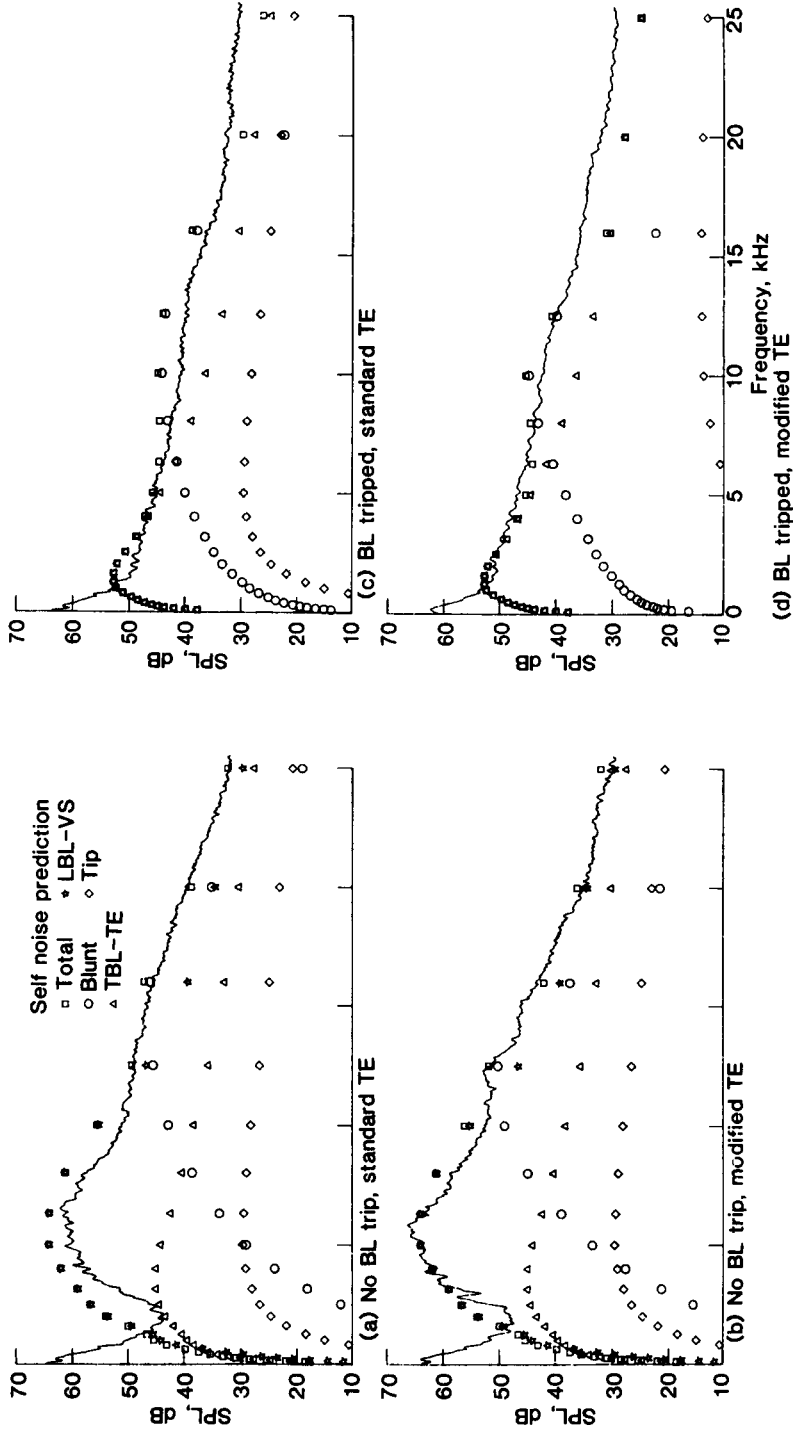 70
60
50
40
30
20
10
SPL, dB
Self noise prediction
Total
LBL-VS
Blunt
Tip
TBL-TE
(a) No BL trip, standard TE
70
60
50
40
30
20
10
SPL, dB
(b) No BL trip, modified TE
70
60
50
40
30
20
10
SPL, dB
(c) BL tripped, standard TE
70
60
50
40
30
20
10
SPL, dB
0
5
10
15
20
25
Frequency, kHz
(d) BL tripped, modified TE